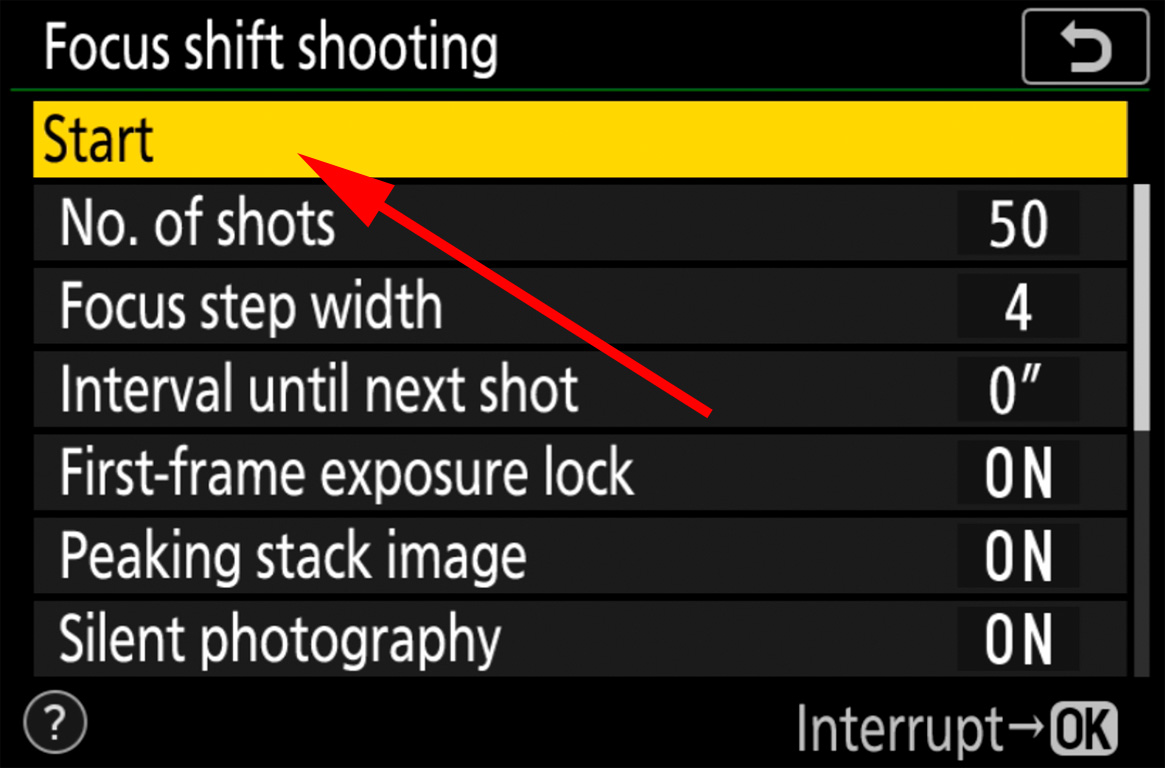 Focus shift shooting
Start
No. of shots 50
Focus step width 4
Interval until next shot 0″
First-frame exposure lock ON
Peaking stack image ON
Silent photography ON
? Interrupt→OK